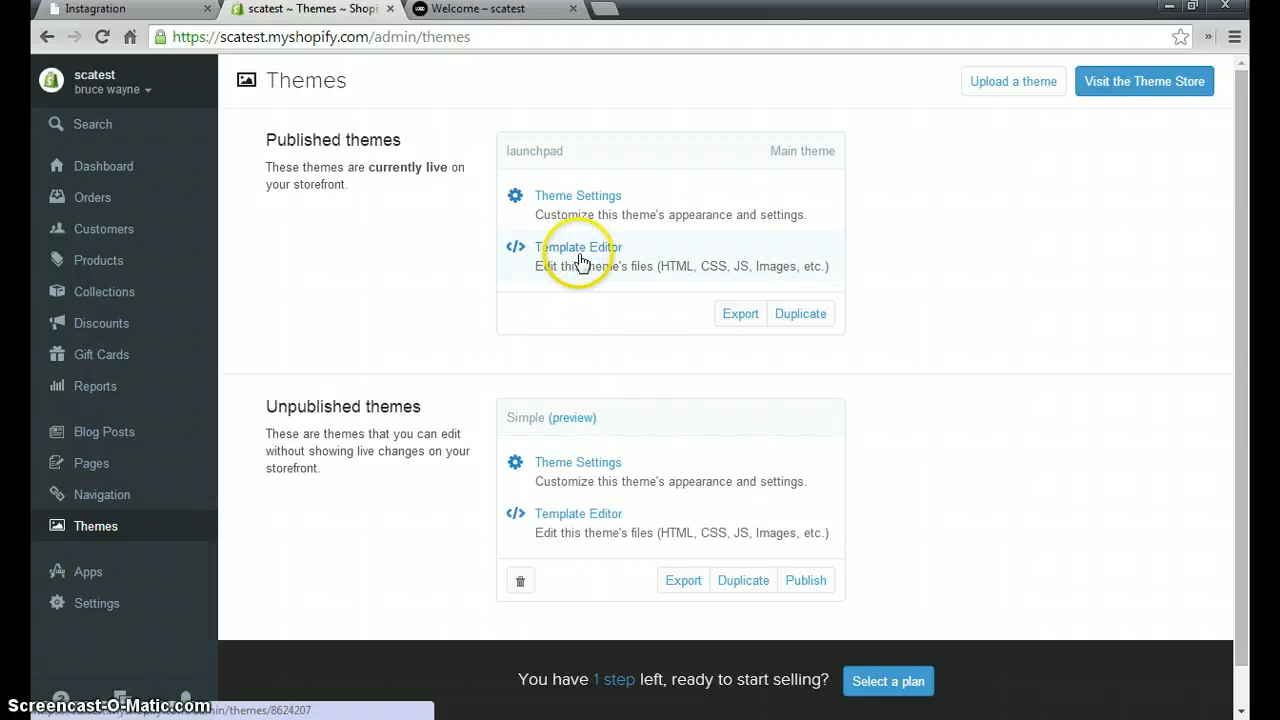 Instagration
scatest ~ Themes ~ Shopi
Welcome – scatest
https://scatest.myshopify.com/admin/themes
scatest
bruce wayne
Search
Dashboard
Orders
Customers
Products
Collections
Discounts
Gift Cards
Reports
Blog Posts
Pages
Navigation
Themes
Apps
Settings
Themes
Upload a theme
Visit the Theme Store
Published themes
These themes are currently live on
your storefront.
launchpad
Main theme
Theme Settings
Customize this theme's appearance and settings.
Template Editor
Edit this theme's files (HTML, CSS, JS, Images, etc.)
Export
Duplicate
Unpublished themes
These are themes that you can edit
without showing live changes on your
storefront.
Simple (preview)
Theme Settings
Customize this theme's appearance and settings.
Template Editor
Edit this theme's files (HTML, CSS, JS, Images, etc.)
Export
Duplicate
Publish
You have 1 step left, ready to start selling?
Select a plan
Screencast-O-Matic.com
/admin/themes/8624207